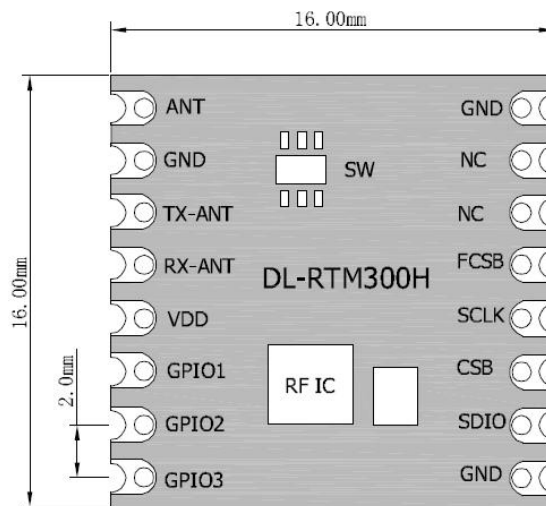 16.00mm
ANT GND
GND NC
SW
TX-ANT NC
RX-ANT FCSB
DL-RTM300H
16.00mm
VDD SCLK
GPIO1 CSB
RF IC
2.0mm
GPIO2 SDIO
GPIO3 GND